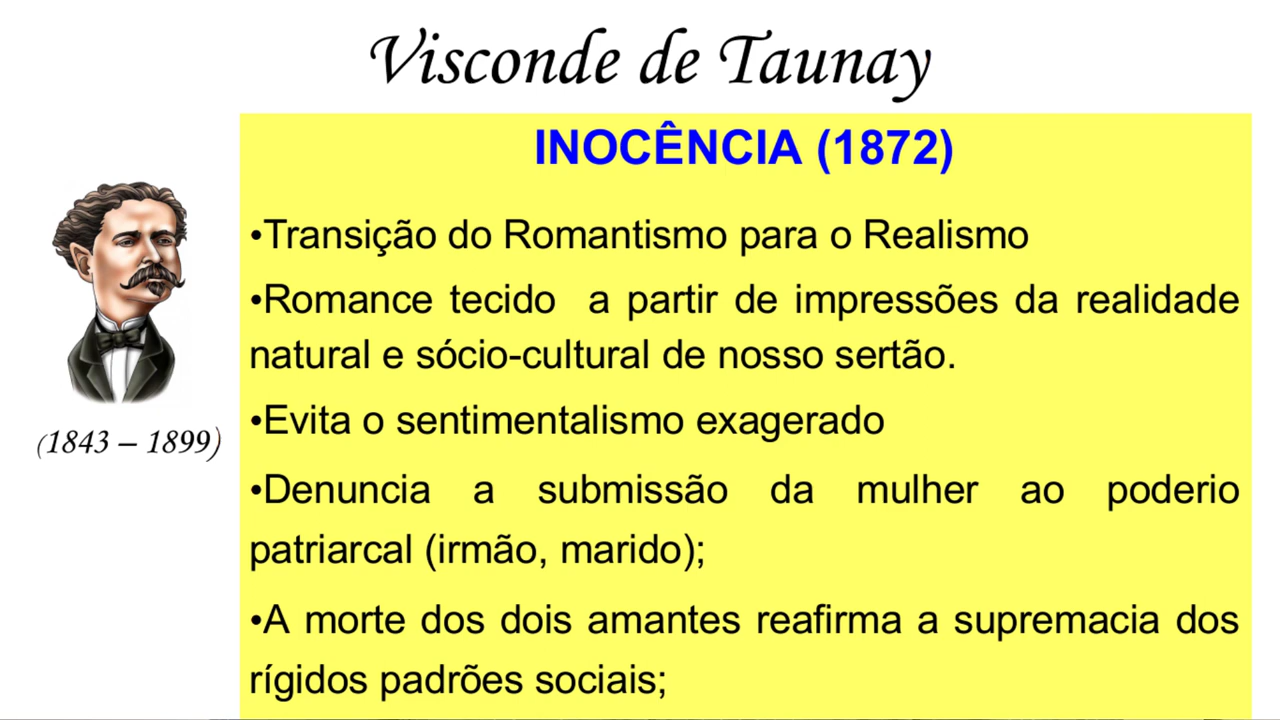 Visconde de Taunay
INOCÊNCIA (1872)
•Transição do Romantismo para o Realismo
•Romance tecido a partir de impressões da realidade
natural e sócio-cultural de nosso sertão.
•Evita o sentimentalismo exagerado
•Denuncia a submissão da mulher ao poderio
patriarcal (irmão, marido);
•A morte dos dois amantes reafirma a supremacia dos
rígidos padrões sociais;
(1843 – 1899)